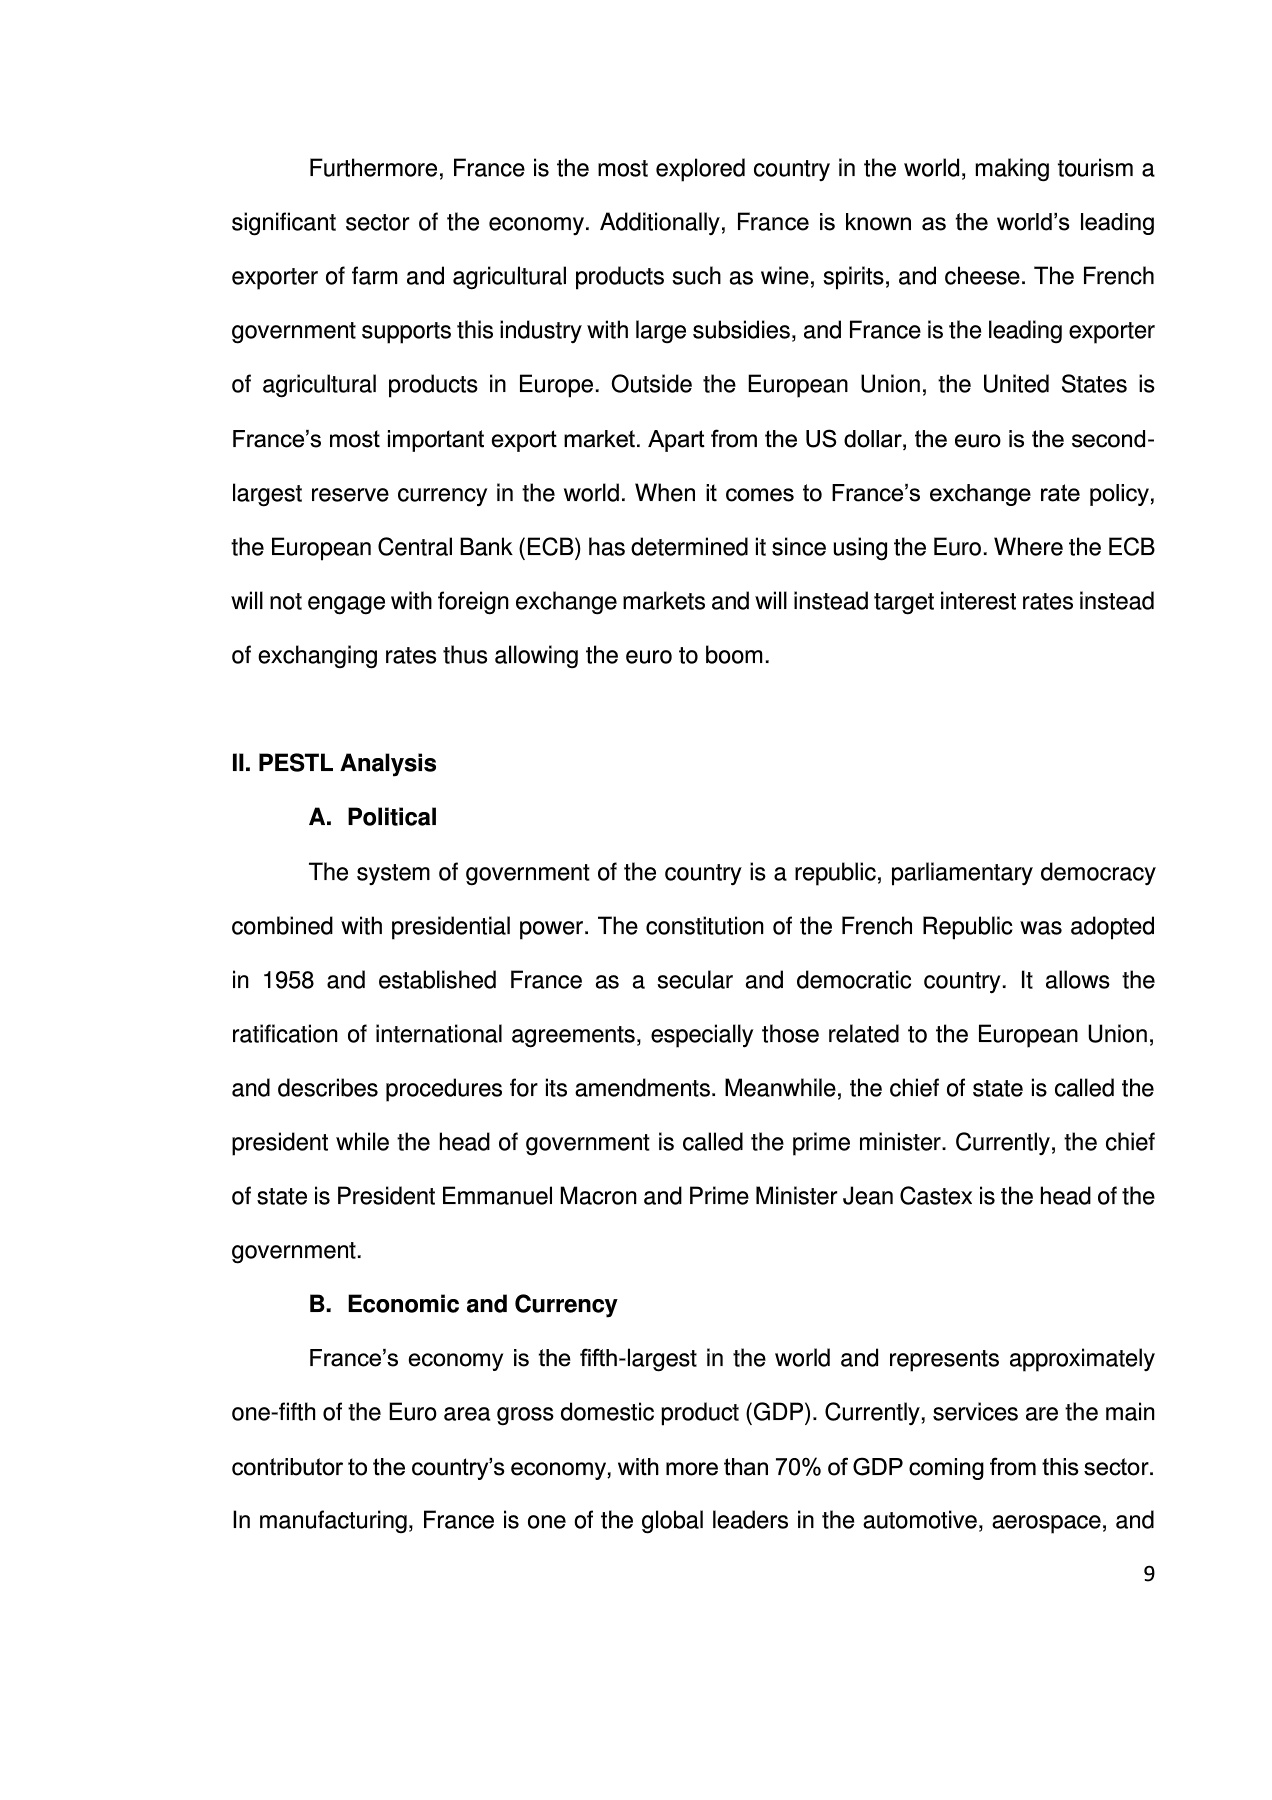 Furthermore, France is the most explored country in the world, making tourism a
significant sector of the economy. Additionally, France is known as the world’s leading
exporter of farm and agricultural products such as wine, spirits, and cheese. The French
government supports this industry with large subsidies, and France is the leading exporter
of agricultural products in Europe. Outside the European Union, the United States is
France’s most important export market. Apart from the US dollar, the euro is the second-
largest reserve currency in the world. When it comes to France’s exchange rate policy,
the European Central Bank (ECB) has determined it since using the Euro. Where the ECB
will not engage with foreign exchange markets and will instead target interest rates instead
of exchanging rates thus allowing the euro to boom.
II. PESTL Analysis
A. Political
The system of government of the country is a republic, parliamentary democracy
combined with presidential power. The constitution of the French Republic was adopted
in 1958 and established France as a secular and democratic country. It allows the
ratification of international agreements, especially those related to the European Union,
and describes procedures for its amendments. Meanwhile, the chief of state is called the
president while the head of government is called the prime minister. Currently, the chief
of state is President Emmanuel Macron and Prime Minister Jean Castex is the head of the
government.
B. Economic and Currency
France’s economy is the fifth-largest in the world and represents approximately
one-fifth of the Euro area gross domestic product (GDP). Currently, services are the main
contributor to the country’s economy, with more than 70% of GDP coming from this sector.
In manufacturing, France is one of the global leaders in the automotive, aerospace, and
9